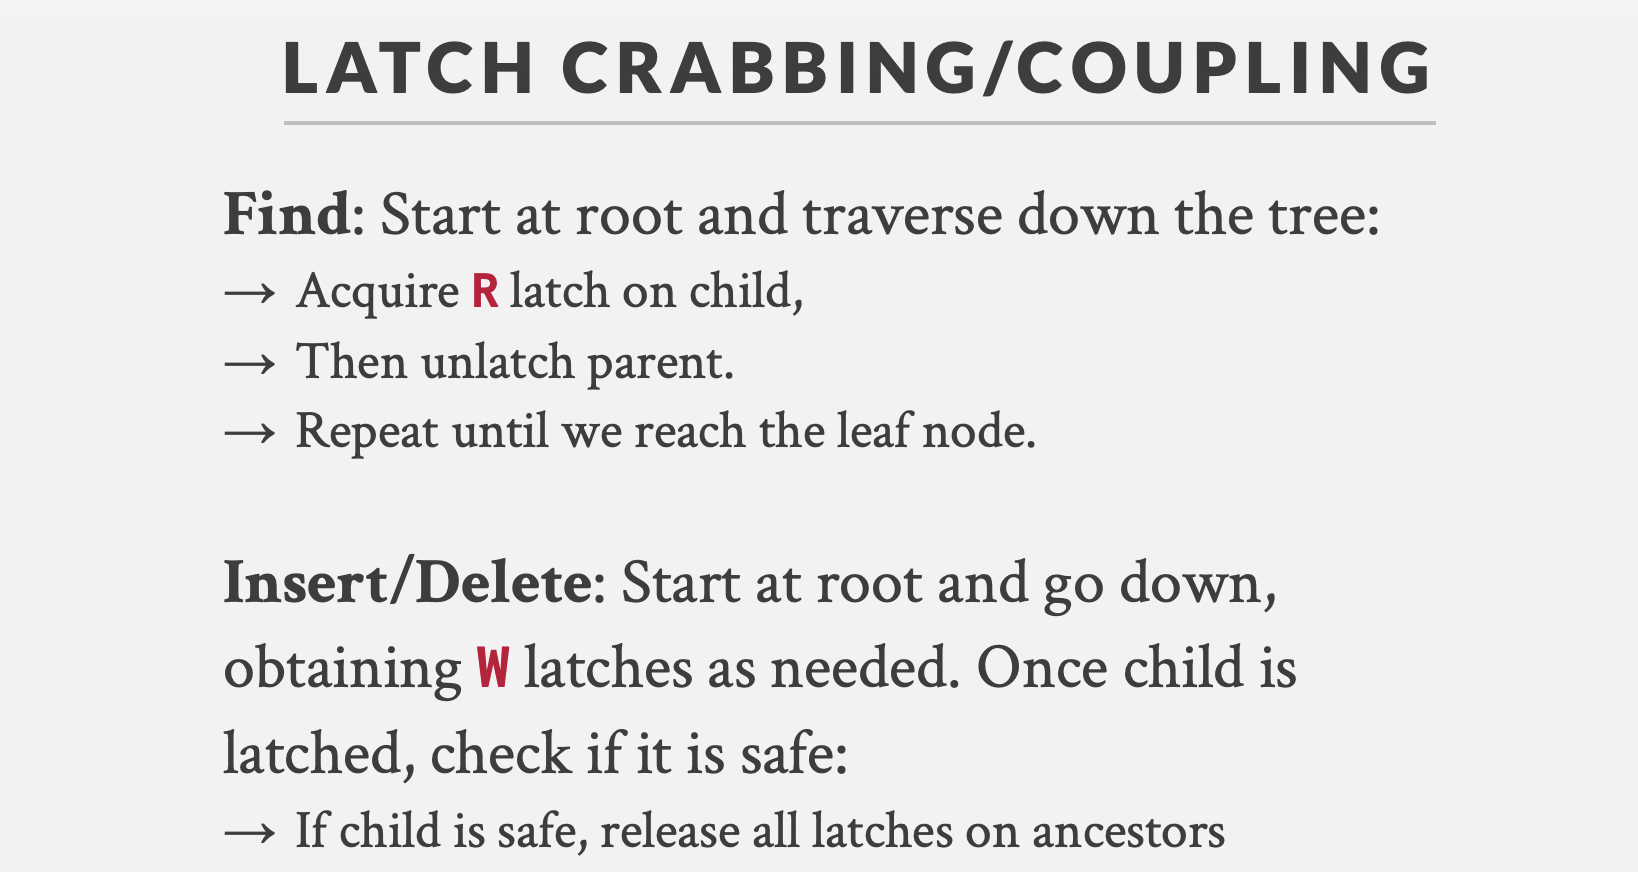 LATCH CRABBING/COUPLING
Find: Start at root and traverse down the tree:
→ Acquire R latch on child,
→ Then unlatch parent.
→ Repeat until we reach the leaf node.
Insert/Delete: Start at root and go down,
obtaining W latches as needed. Once child is
latched, check if it is safe:
→ If child is safe, release all latches on ancestors